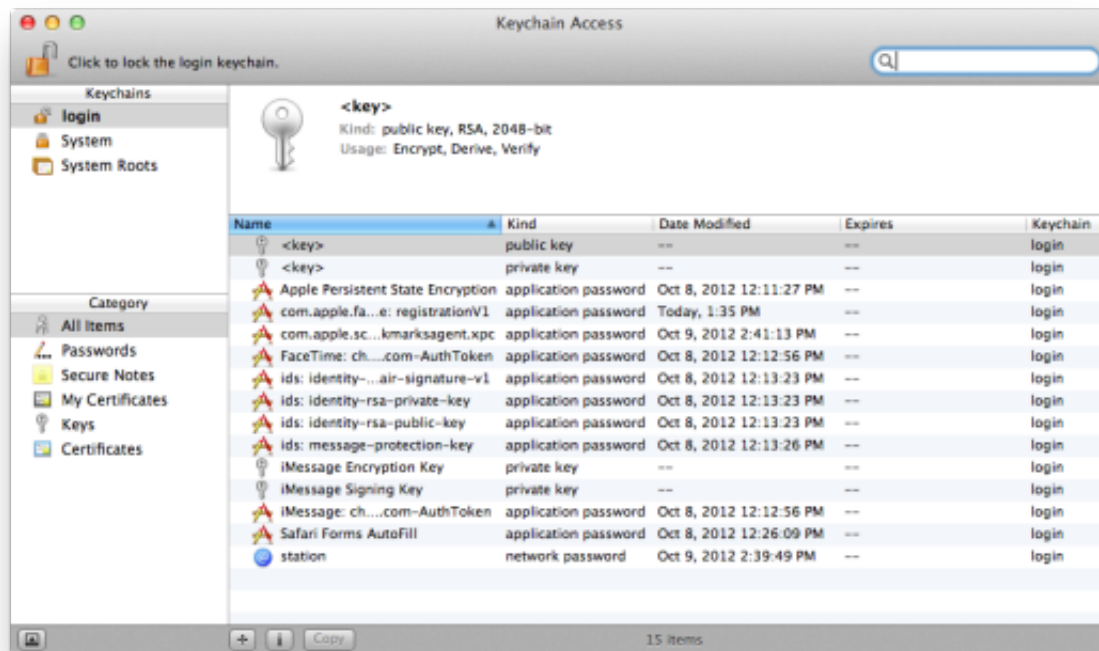 Keychain Access
Click to lock the login keychain.
Keychains
login
System
System Roots
<key>
Kind: public key, RSA, 2048-bit
Usage: Encrypt, Derive, Verify
Name Kind Date Modified Expires Keychain
<key> public key -- -- login
<key> private key -- -- login
Apple Persistent State Encryption application password Oct 8, 2012 12:11:27 PM -- login
com.apple.fa...e: registrationV1 application password Today, 1:35 PM -- login
com.apple.sc...kmarksagent.xpc application password Oct 9, 2012 2:41:13 PM -- login
FaceTime: ch....com-AuthToken application password Oct 8, 2012 12:12:56 PM -- login
ids: identity-...air-signature-v1 application password Oct 8, 2012 12:13:23 PM -- login
ids: identity-rsa-private-key application password Oct 8, 2012 12:13:23 PM -- login
ids: identity-rsa-public-key application password Oct 8, 2012 12:13:23 PM -- login
ids: message-protection-key application password Oct 8, 2012 12:13:26 PM -- login
iMessage Encryption Key private key -- -- login
iMessage Signing Key private key -- -- login
iMessage: ch....com-AuthToken application password Oct 8, 2012 12:12:56 PM -- login
Safari Forms AutoFill application password Oct 8, 2012 12:26:09 PM -- login
station network password Oct 9, 2012 2:39:49 PM -- login
Category
All Items
Passwords
Secure Notes
My Certificates
Keys
Certificates
Copy
15 items